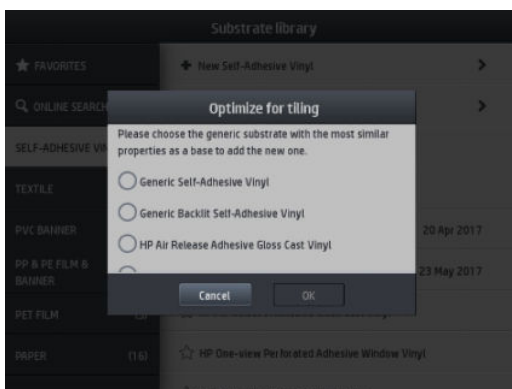 Substrate library
FAVORITES
New Self-Adhesive Vinyl
ONLINE SEARCH
Optimize for tiling
Please choose the generic substrate with the most similar
properties as a base to add the new one.
SELF-ADHESIVE VIN
Generic Self-Adhesive Vinyl
TEXTILE
Generic Backlit Self-Adhesive Vinyl
PVC BANNER
20 Apr 2017
HP Air Release Adhesive Gloss Cast Vinyl
PP & PE FILM &
BANNER
23 May 2017
Cancel
OK
PET FILM
PAPER (16)
HP One-view Perforated Adhesive Window Vinyl